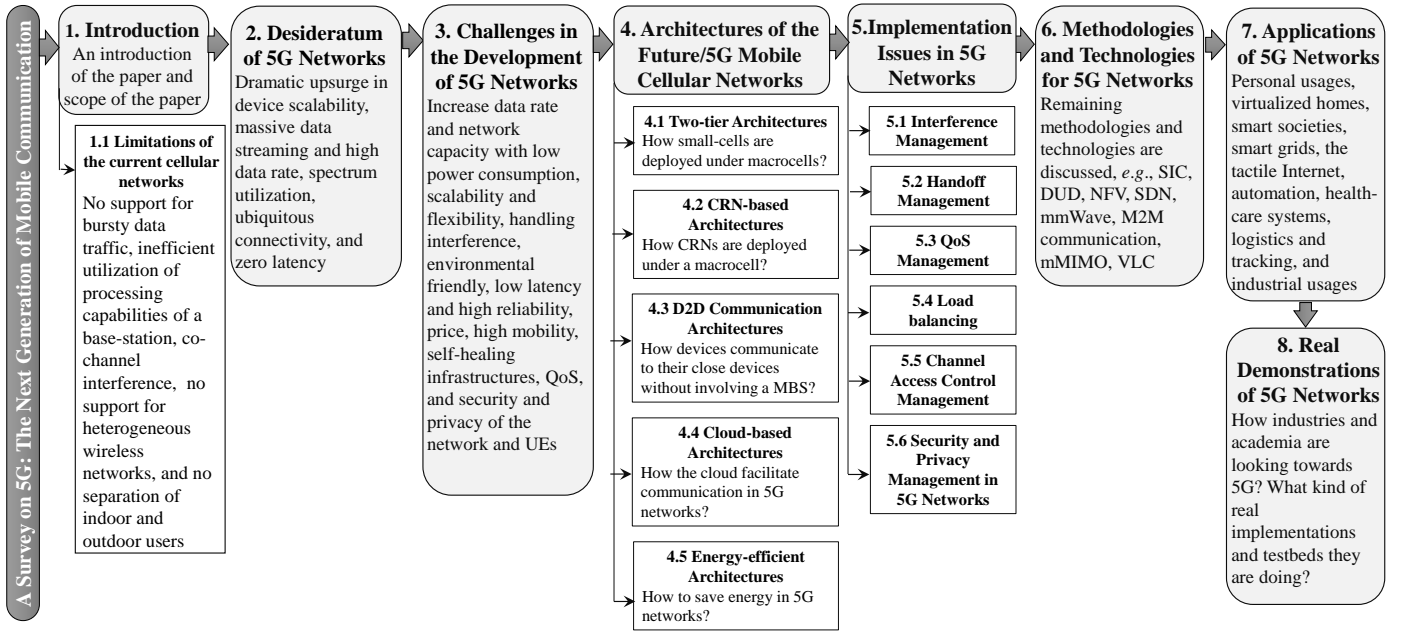 A Survey on 5G: The Next Generation of Mobile Communication
1. Introduction
An introduction
of the paper and
scope of the paper
1.1 Limitations of
the current cellular
networks
No support for
bursty data
traffic, inefficient
utilization of
processing
capabilities of a
base-station, co-
channel
interference, no
support for
heterogeneous
wireless
networks, and no
separation of
indoor and
outdoor users
2. Desideratum
of 5G Networks
Dramatic upsurge in
device scalability,
massive data
streaming and high
data rate, spectrum
utilization,
ubiquitous
connectivity, and
zero latency
3. Challenges in
the Development
of 5G Networks
Increase data rate
and network
capacity with low
power consumption,
scalability and
flexibility, handling
interference,
environmental
friendly, low latency
and high reliability,
price, high mobility,
self-healing
infrastructures, QoS,
and security and
privacy of the
network and UEs
4. Architectures of the
Future/5G Mobile
Cellular Networks
4.1 Two-tier Architectures
How small-cells are
deployed under macrocells?
4.2 CRN-based
Architectures
How CRNs are deployed
under a macrocell?
4.3 D2D Communication
Architectures
How devices communicate
to their close devices
without involving a MBS?
4.4 Cloud-based
Architectures
How the cloud facilitate
communication in 5G
networks?
4.5 Energy-efficient
Architectures
How to save energy in 5G
networks?
5.Implementation
Issues in 5G
Networks
5.1 Interference
Management
5.2 Handoff
Management
5.3 QoS
Management
5.4 Load
balancing
5.5 Channel
Access Control
Management
5.6 Security and
Privacy
Management in
5G Networks
6. Methodologies
and Technologies
for 5G Networks
Remaining
methodologies and
technologies are
discussed, e.g., SIC,
DUD, NFV, SDN,
mmWave, M2M
communication,
mMIMO, VLC
7. Applications
of 5G Networks
Personal usages,
virtualized homes,
smart societies,
smart grids, the
tactile Internet,
automation, health-
care systems,
logistics and
tracking, and
industrial usages
8. Real
Demonstrations
of 5G Networks
How industries and
academia are
looking towards
5G? What kind of
real
implementations
and testbeds they
are doing?